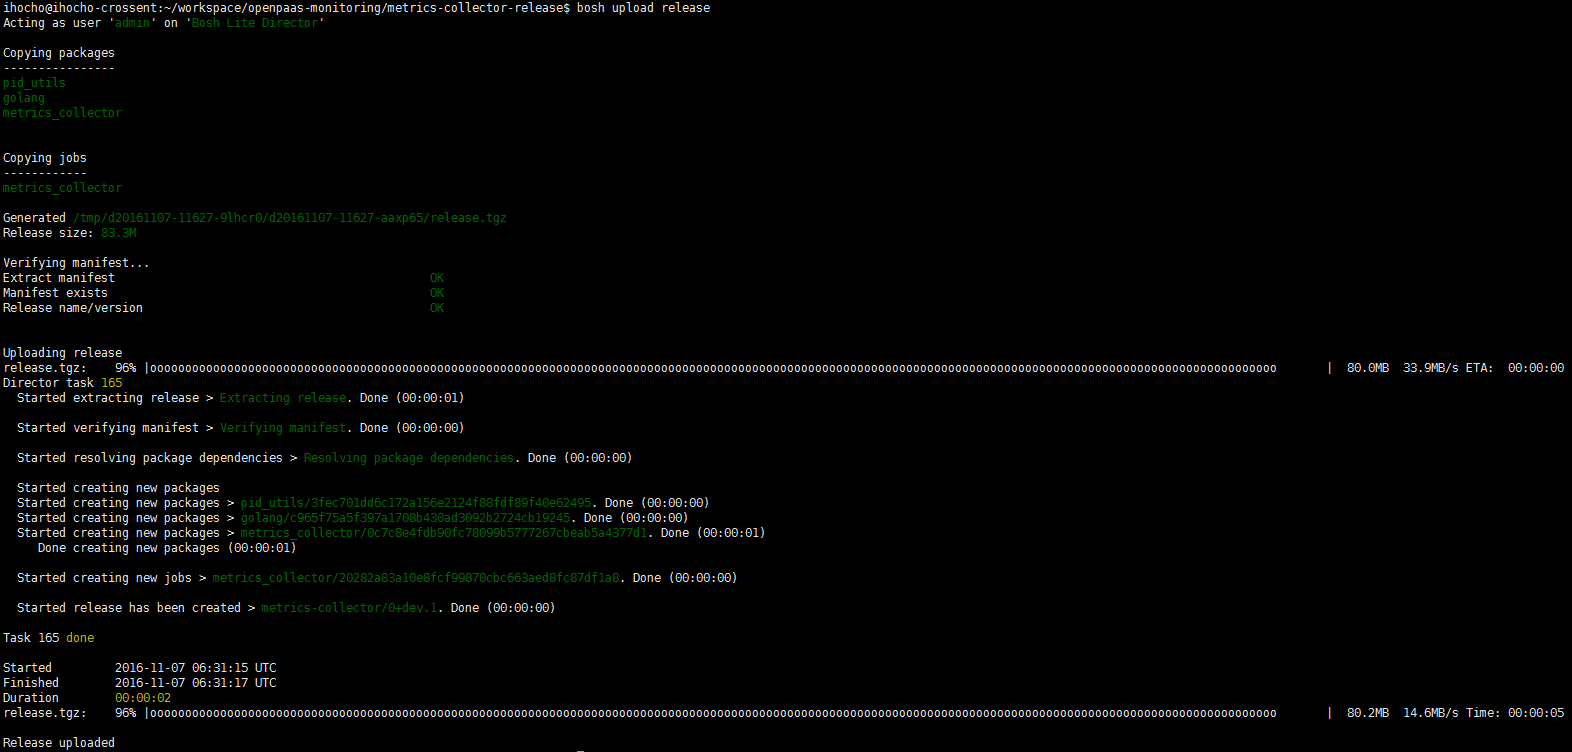 ihocho@ihocho-crossent:~/workspace/openpaas-monitoring/metrics-collector-release$ bosh upload release
Acting as user 'admin' on 'Bosh Lite Director'
Copying packages
----------------
pid_utils
golang
metrics_collector
Copying jobs
------------
metrics_collector
Generated /tmp/d20161107-11627-9lhcr0/d20161107-11627-aaxp65/release.tgz
Release size: 83.3M
Verifying manifest...
Extract manifest OK
Manifest exists OK
Release name/version OK
Uploading release
release.tgz: 96% |ooooooooooooooooooooooooooooooooooooooooooooooooooooooooooooooooooooooooooooooooooooooooooooooooooooooooooooooooooooooooooooooooooooooooooooooooooooooooooooooooo | 80.0MB 33.9MB/s ETA: 00:00:00
Director task 165
Started extracting release > Extracting release. Done (00:00:01)
Started verifying manifest > Verifying manifest. Done (00:00:00)
Started resolving package dependencies > Resolving package dependencies. Done (00:00:00)
Started creating new packages
Started creating new packages > pid_utils/3fec701dd6c172a156e2124f88fdf89f40e62495. Done (00:00:00)
Started creating new packages > golang/c965f75a5f397a1708b430ad3092b2724cb19245. Done (00:00:00)
Started creating new packages > metrics_collector/0c7c8e4fdb90fc78099b5777267cbeab5a4377d1. Done (00:00:01)
Done creating new packages (00:00:01)
Started creating new jobs > metrics_collector/20282a83a10e8fcf99870cbc663aed8fc87df1a8. Done (00:00:00)
Started release has been created > metrics-collector/0+dev.1. Done (00:00:00)
Task 165 done
Started 2016-11-07 06:31:15 UTC
Finished 2016-11-07 06:31:17 UTC
Duration 00:00:02
release.tgz: 96% |ooooooooooooooooooooooooooooooooooooooooooooooooooooooooooooooooooooooooooooooooooooooooooooooooooooooooooooooooooooooooooooooooooooooooooooooooooooooooooooooooo | 80.2MB 14.6MB/s Time: 00:00:05
Release uploaded